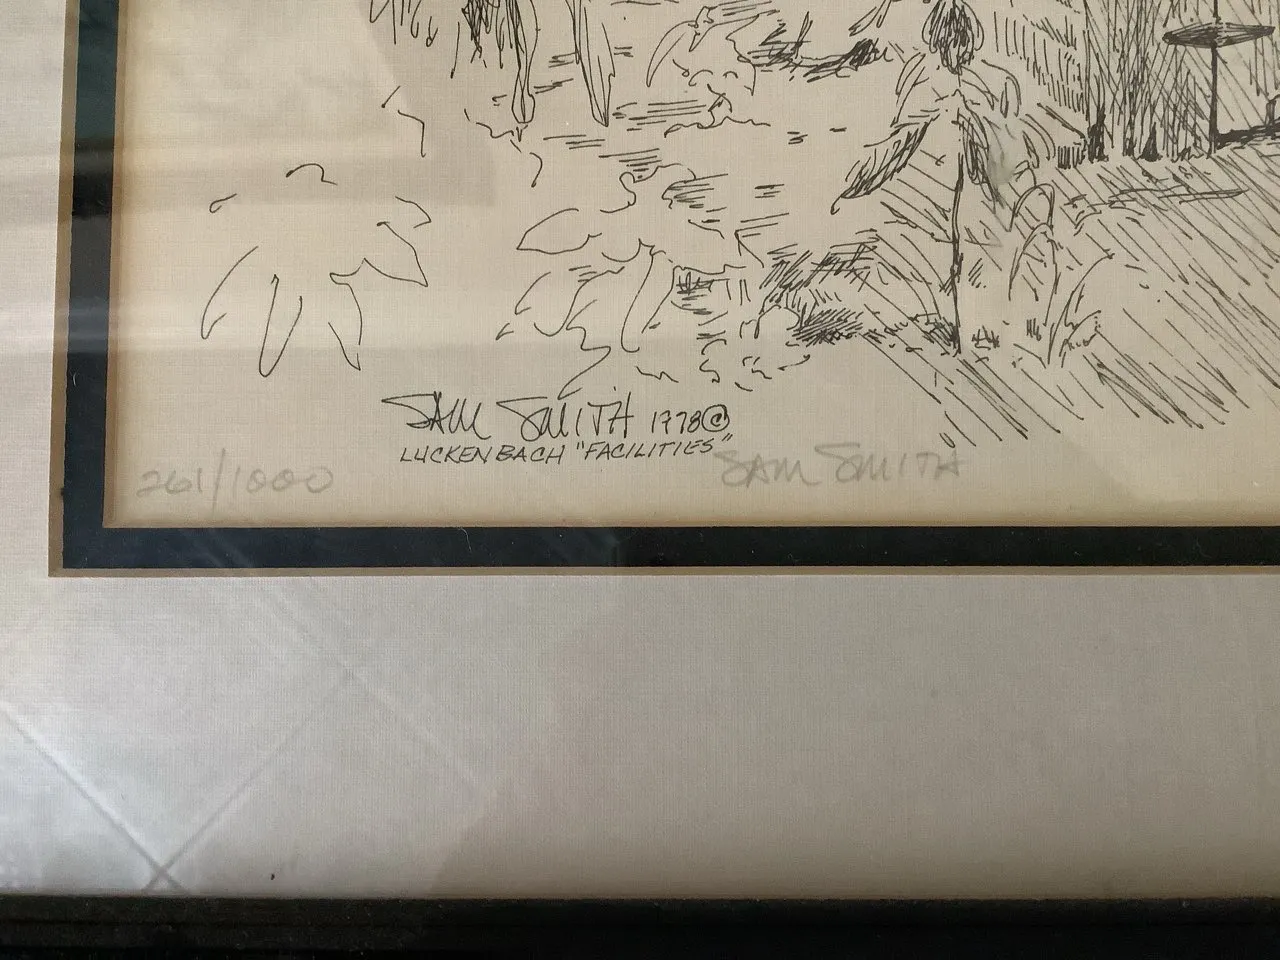 SAM SMITH 1978©
LUCKENBACH "FACILITIES"
261/1000
SAM SMITH